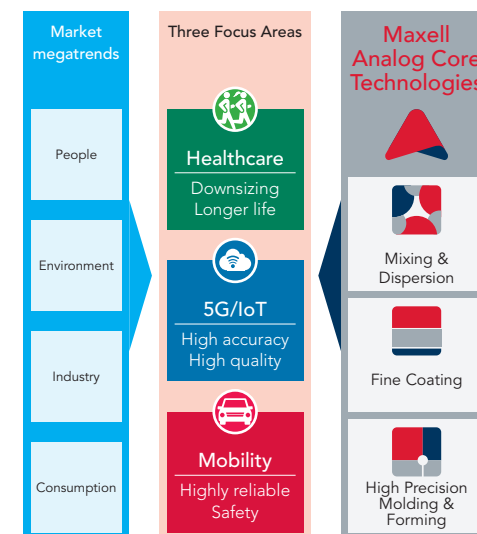 Market
megatrends
People
Environment
Industry
Consumption
Three Focus Areas
Healthcare
Downsizing
Longer life
5G/IoT
High accuracy
High quality
Mobility
Highly reliable
Safety
Maxell
Analog Core
Technologies
Mixing &
Dispersion
Fine Coating
High Precision
Molding &
Forming